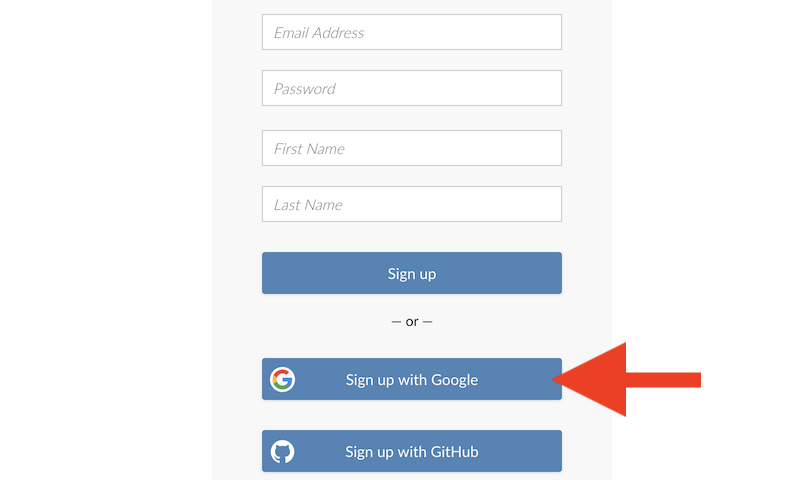 Email Address
Password
First Name
Last Name
Sign up
— or —
Sign up with Google
Sign up with GitHub